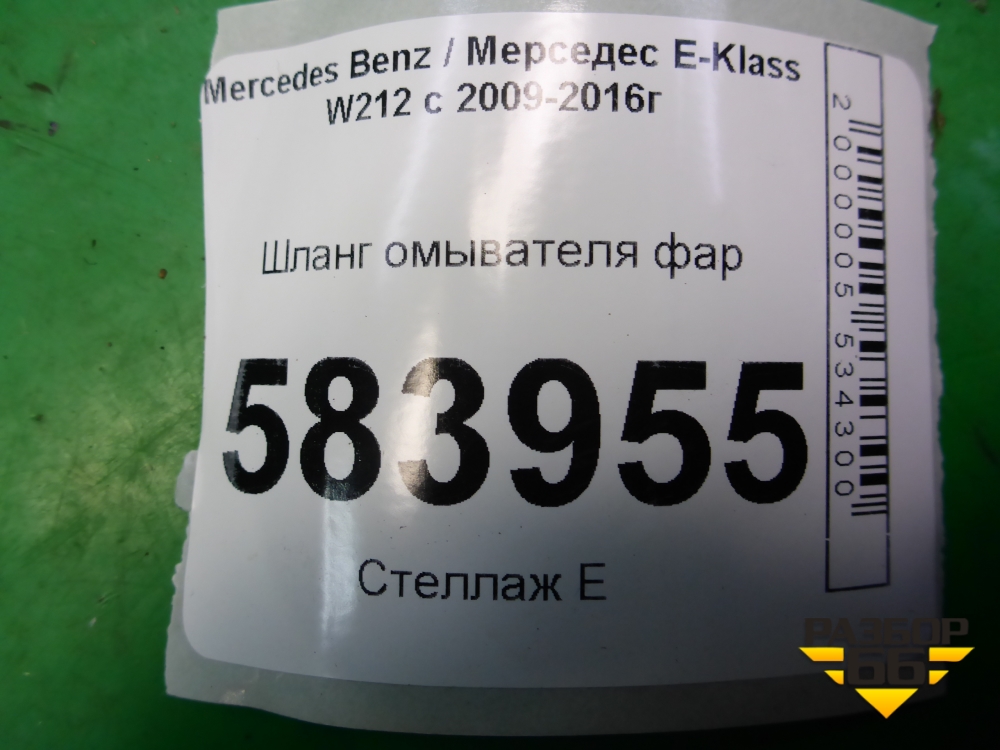 Mercedes Benz / Мерседес E-Klass
W212 с 2009-2016г
Шланг омывателя фар
583955
Стеллаж Е
2000005534300
РАЗБОР
66